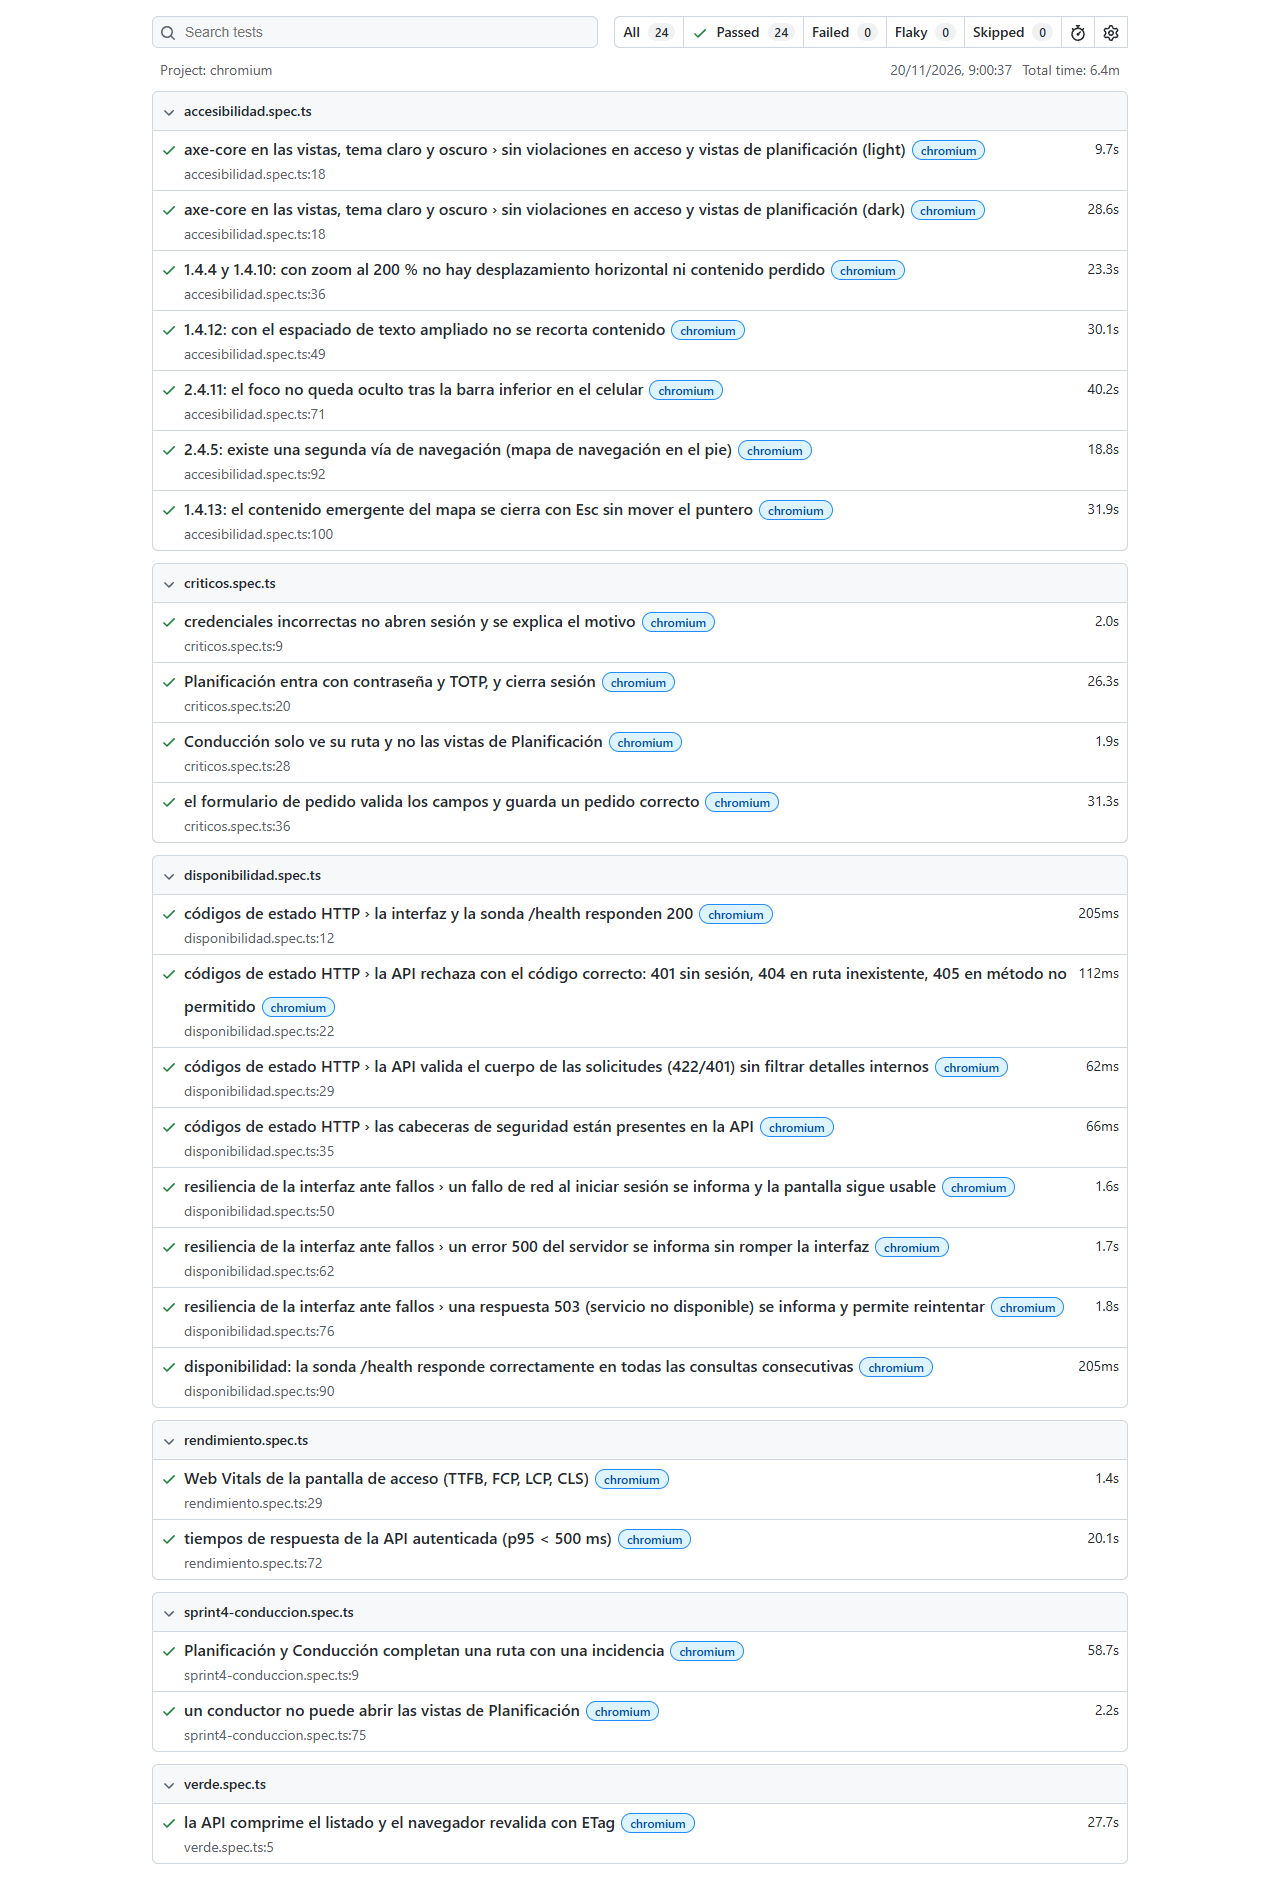 Search tests
All 24 Passed 24 Failed 0 Flaky 0 Skipped 0
Project: chromium
20/11/2026, 9:00:37 Total time: 6.4m
accesibilidad.spec.ts
axe-core en las vistas, tema claro y oscuro › sin violaciones en acceso y vistas de planificación (light) chromium 9.7s
accesibilidad.spec.ts:18
axe-core en las vistas, tema claro y oscuro › sin violaciones en acceso y vistas de planificación (dark) chromium 28.6s
accesibilidad.spec.ts:18
1.4.4 y 1.4.10: con zoom al 200 % no hay desplazamiento horizontal ni contenido perdido chromium 23.3s
accesibilidad.spec.ts:36
1.4.12: con el espaciado de texto ampliado no se recorta contenido chromium 30.1s
accesibilidad.spec.ts:49
2.4.11: el foco no queda oculto tras la barra inferior en el celular chromium 40.2s
accesibilidad.spec.ts:71
2.4.5: existe una segunda vía de navegación (mapa de navegación en el pie) chromium 18.8s
accesibilidad.spec.ts:92
1.4.13: el contenido emergente del mapa se cierra con Esc sin mover el puntero chromium 31.9s
accesibilidad.spec.ts:100
criticos.spec.ts
credenciales incorrectas no abren sesión y se explica el motivo chromium 2.0s
criticos.spec.ts:9
Planificación entra con contraseña y TOTP, y cierra sesión chromium 26.3s
criticos.spec.ts:20
Conducción solo ve su ruta y no las vistas de Planificación chromium 1.9s
criticos.spec.ts:28
el formulario de pedido valida los campos y guarda un pedido correcto chromium 31.3s
criticos.spec.ts:36
disponibilidad.spec.ts
códigos de estado HTTP › la interfaz y la sonda /health responden 200 chromium 205ms
disponibilidad.spec.ts:12
códigos de estado HTTP › la API rechaza con el código correcto: 401 sin sesión, 404 en ruta inexistente, 405 en método no 112ms
permitido chromium
disponibilidad.spec.ts:22
códigos de estado HTTP › la API valida el cuerpo de las solicitudes (422/401) sin filtrar detalles internos chromium 62ms
disponibilidad.spec.ts:29
códigos de estado HTTP › las cabeceras de seguridad están presentes en la API chromium 66ms
disponibilidad.spec.ts:35
resiliencia de la interfaz ante fallos › un fallo de red al iniciar sesión se informa y la pantalla sigue usable chromium 1.6s
disponibilidad.spec.ts:50
resiliencia de la interfaz ante fallos › un error 500 del servidor se informa sin romper la interfaz chromium 1.7s
disponibilidad.spec.ts:62
resiliencia de la interfaz ante fallos › una respuesta 503 (servicio no disponible) se informa y permite reintentar chromium 1.8s
disponibilidad.spec.ts:76
disponibilidad: la sonda /health responde correctamente en todas las consultas consecutivas chromium 205ms
disponibilidad.spec.ts:90
rendimiento.spec.ts
Web Vitals de la pantalla de acceso (TTFB, FCP, LCP, CLS) chromium 1.4s
rendimiento.spec.ts:29
tiempos de respuesta de la API autenticada (p95 < 500 ms) chromium 20.1s
rendimiento.spec.ts:72
sprint4-conduccion.spec.ts
Planificación y Conducción completan una ruta con una incidencia chromium 58.7s
sprint4-conduccion.spec.ts:9
un conductor no puede abrir las vistas de Planificación chromium 2.2s
sprint4-conduccion.spec.ts:75
verde.spec.ts
la API comprime el listado y el navegador revalida con ETag chromium 27.7s
verde.spec.ts:5